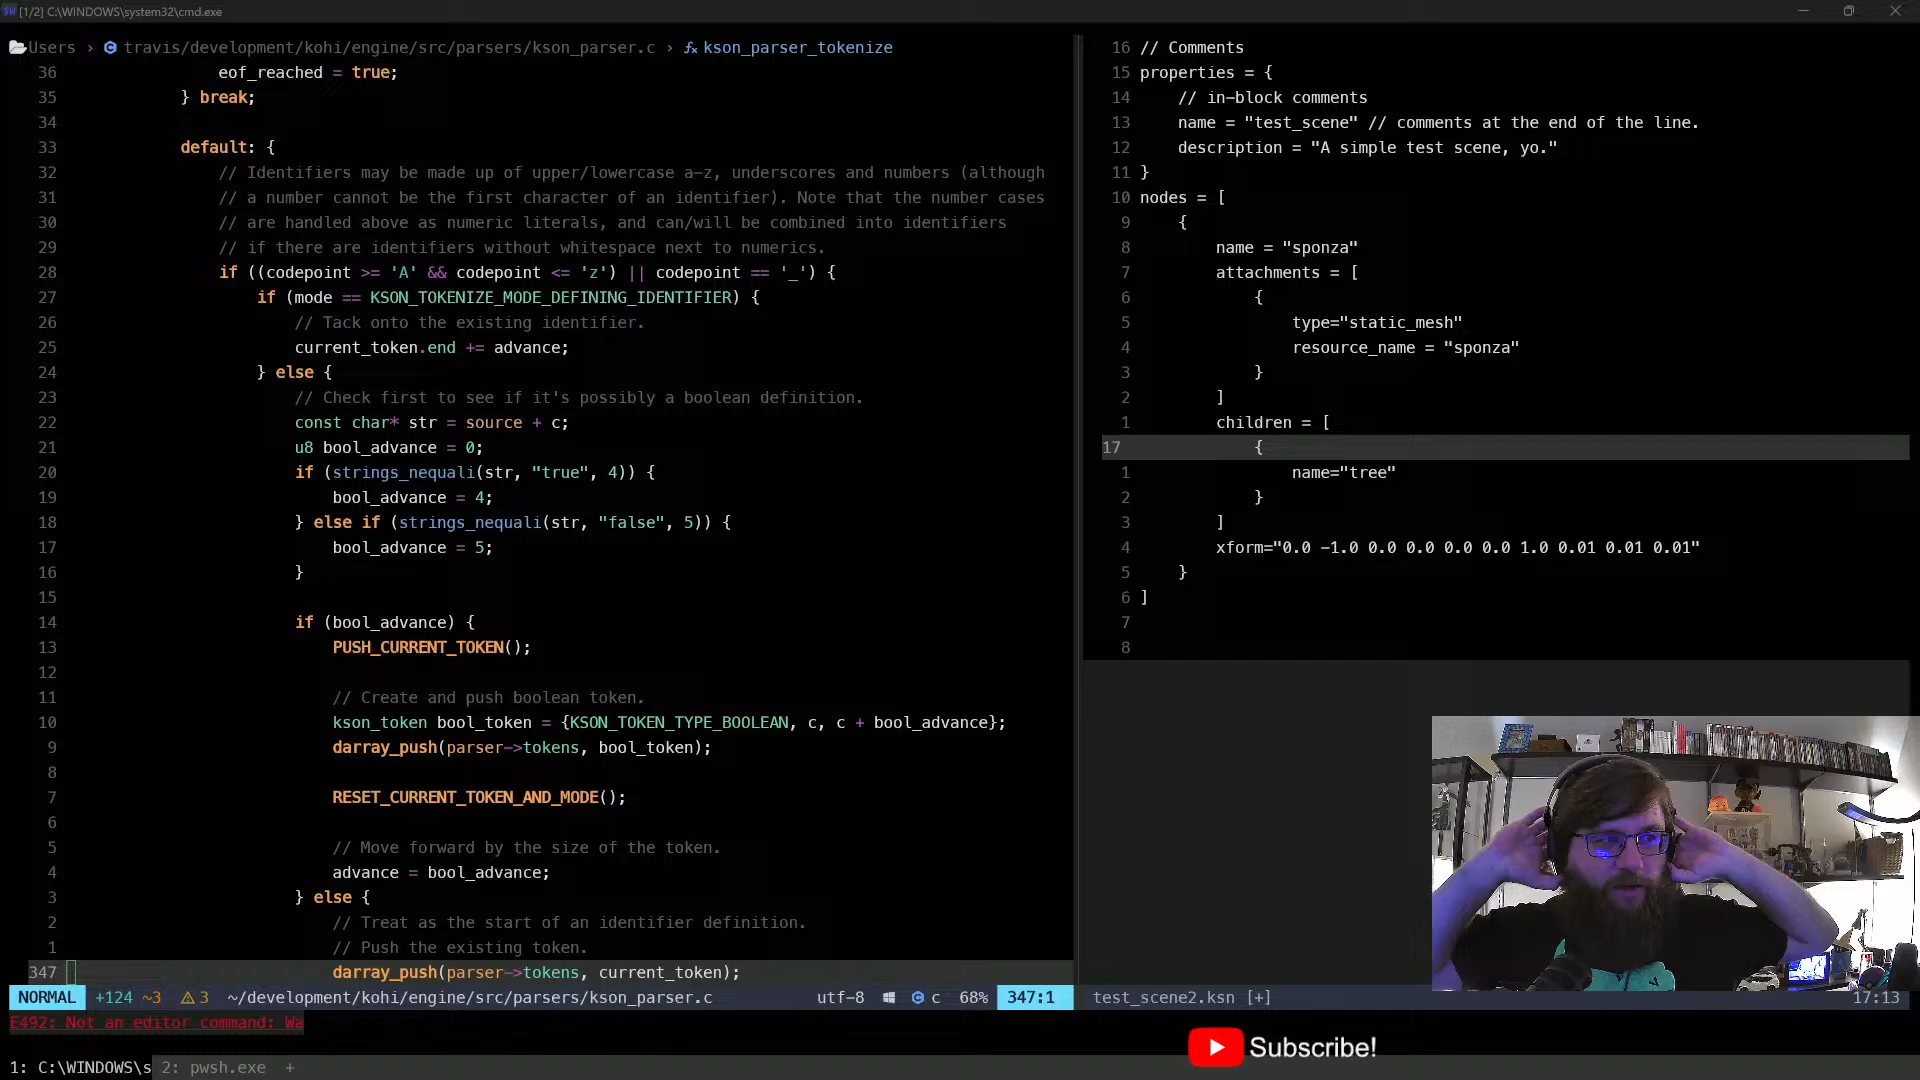 [1/2] C:\WINDOWS\system32\cmd.exe
Users › travis/development/kohi/engine/src/parsers/kson_parser.c › fx kson_parser_tokenize
36 eof_reached = true;
35 } break;
34
33 default: {
32 // Identifiers may be made up of upper/lowercase a-z, underscores and numbers (although
31 // a number cannot be the first character of an identifier). Note that the number cases
30 // are handled above as numeric literals, and can/will be combined into identifiers
29 // if there are identifiers without whitespace next to numerics.
28 if ((codepoint >= 'A' && codepoint <= 'z') || codepoint == '_') {
27 if (mode == KSON_TOKENIZE_MODE_DEFINING_IDENTIFIER) {
26 // Tack onto the existing identifier.
25 current_token.end += advance;
24 } else {
23 // Check first to see if it's possibly a boolean definition.
22 const char* str = source + c;
21 u8 bool_advance = 0;
20 if (strings_nequali(str, "true", 4)) {
19 bool_advance = 4;
18 } else if (strings_nequali(str, "false", 5)) {
17 bool_advance = 5;
16 }
15
14 if (bool_advance) {
13 PUSH_CURRENT_TOKEN();
12
11 // Create and push boolean token.
10 kson_token bool_token = {KSON_TOKEN_TYPE_BOOLEAN, c, c + bool_advance};
9 darray_push(parser->tokens, bool_token);
8
7 RESET_CURRENT_TOKEN_AND_MODE();
6
5 // Move forward by the size of the token.
4 advance = bool_advance;
3 } else {
2 // Treat as the start of an identifier definition.
1 // Push the existing token.
347 darray_push(parser->tokens, current_token);
NORMAL +124 ~3 ⚠ 3 ~/development/kohi/engine/src/parsers/kson_parser.c utf-8 c 68% 347:1
16 // Comments
15 properties = {
14 // in-block comments
13 name = "test_scene" // comments at the end of the line.
12 description = "A simple test scene, yo."
11 }
10 nodes = [
9 {
8 name = "sponza"
7 attachments = [
6 {
5 type="static_mesh"
4 resource_name = "sponza"
3 }
2 ]
1 children = [
17 {
1 name="tree"
2 }
3 ]
4 xform="0.0 -1.0 0.0 0.0 0.0 0.0 1.0 0.01 0.01 0.01"
5 }
6 ]
7
8
test_scene2.ksn [+] 17:13
E492: Not an editor command: Wa
Subscribe!
1: C:\WINDOWS\s 2: pwsh.exe +